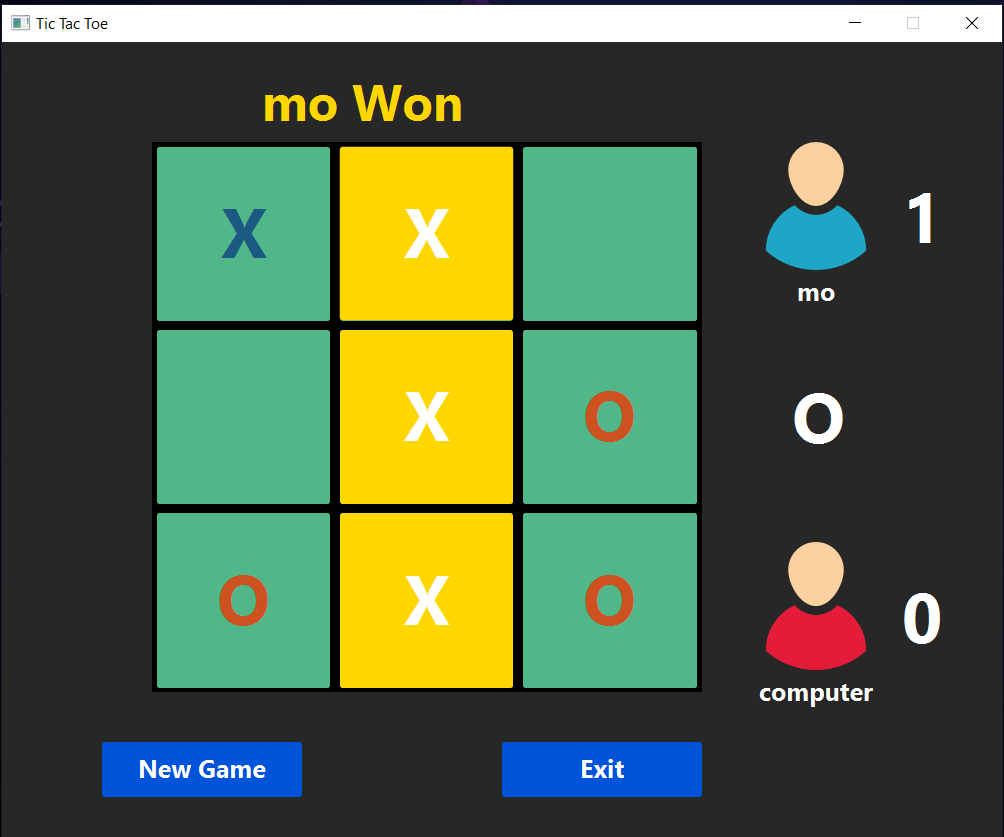 Tic Tac Toe
mo Won
X X
X O
O X O
1
mo
O
0
computer
New Game Exit